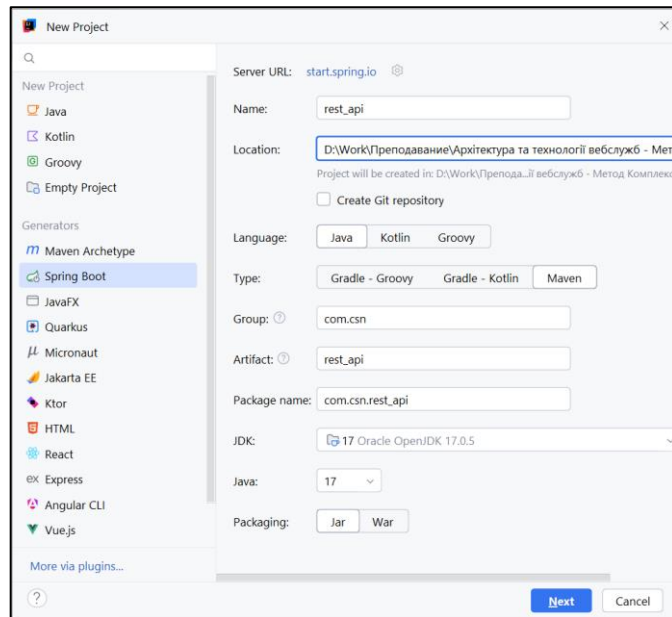 New Project
New Project
Java
Kotlin
Groovy
Empty Project
Generators
Maven Archetype
Spring Boot
JavaFX
Quarkus
Micronaut
Jakarta EE
Ktor
HTML
React
ex Express
Angular CLI
Vue.js
More via plugins...
?
Server URL: start.spring.io
Name: rest_api
Location: D:\Work\Преподавание\Архітектура та технології вебслужб - Мет
Project will be created in: D:\Work\Препода...ії вебслужб - Метод Комплекс
Create Git repository
Language: Java Kotlin Groovy
Type: Gradle - Groovy Gradle - Kotlin Maven
Group: ? com.csn
Artifact: ? rest_api
Package name: com.csn.rest_api
JDK: 17 Oracle OpenJDK 17.0.5
Java: 17
Packaging: Jar War
Next Cancel